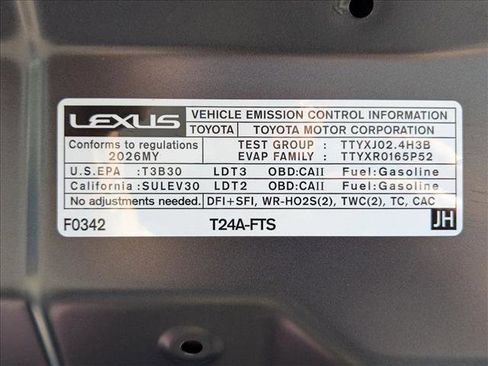 LEXUS VEHICLE EMISSION CONTROL INFORMATION
TOYOTA TOYOTA MOTOR CORPORATION
Conforms to regulations TEST GROUP : TTYXJ02.4H3B
2026MY EVAP FAMILY : TTYXR0165P52
U.S.EPA :T3B30 LDT3 OBD:CAII Fuel:Gasoline
California:SULEV30 LDT2 OBD:CAII Fuel:Gasoline
No adjustments needed. DFI+SFI, WR-HO2S(2), TWC(2), TC, CAC
F0342 T24A-FTS JH